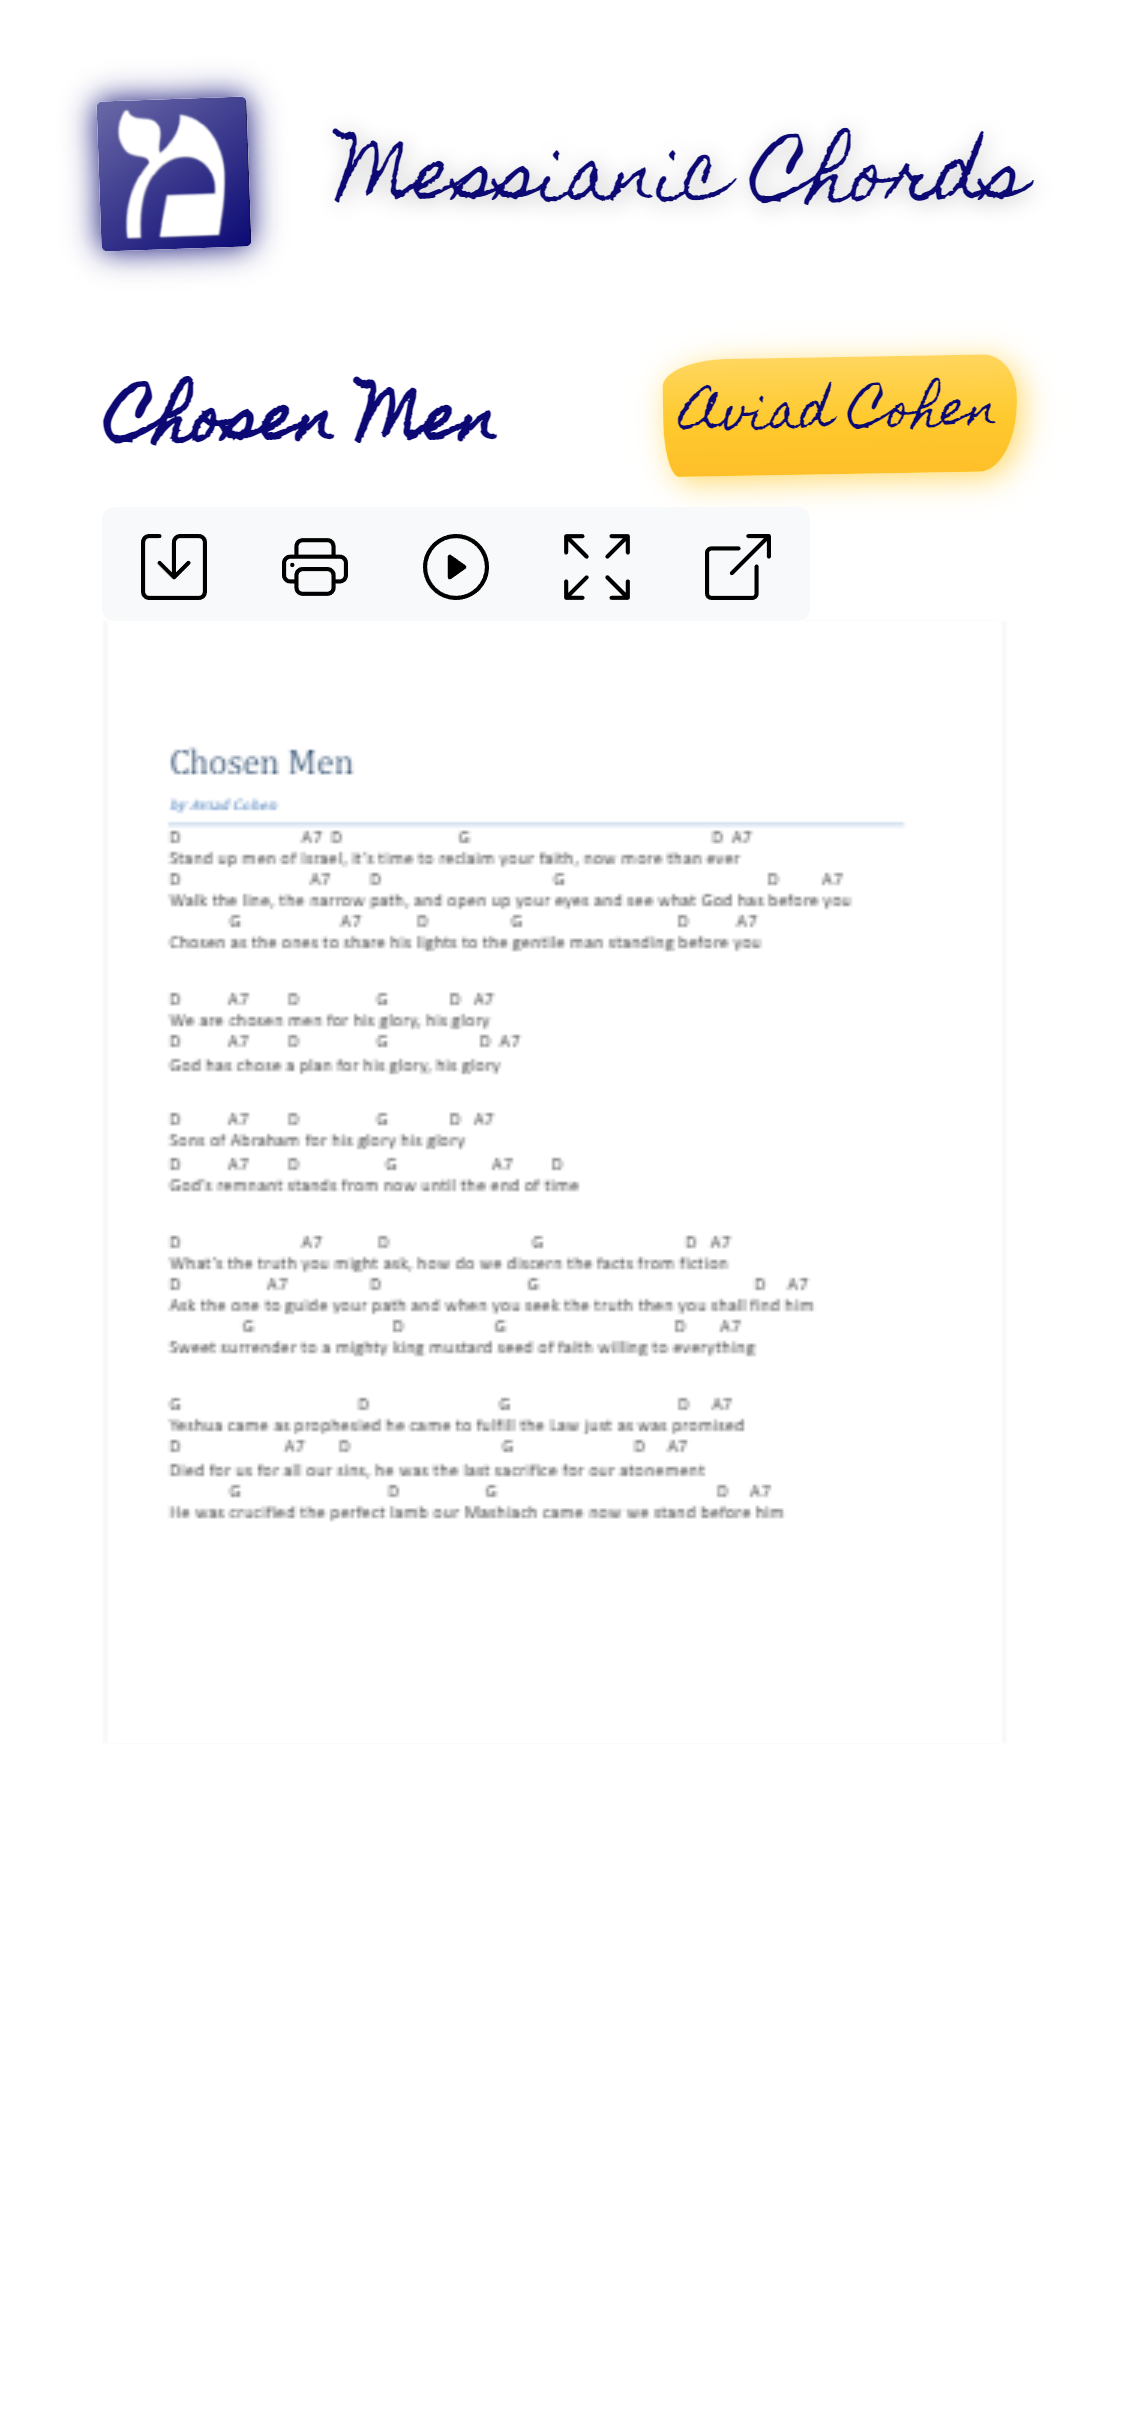 מ
Messianic Chords
Chosen Men
Aviad Cohen
Chosen Men
by Aviad Cohen
D A7 D G D A7
Stand up men of Israel, it's time to reclaim your faith, now more than ever
D A7 D G D A7
Walk the line, the narrow path, and open up your eyes and see what God has before you
G A7 D G D A7
Chosen as the ones to share his lights to the gentile man standing before you
D A7 D G D A7
We are chosen men for his glory, his glory
D A7 D G D A7
God has chose a plan for his glory, his glory
D A7 D G D A7
Sons of Abraham for his glory his glory
D A7 D G A7 D
God's remnant stands from now until the end of time
D A7 D G D A7
What's the truth you might ask, how do we discern the facts from fiction
D A7 D G D A7
Ask the one to guide your path and when you seek the truth then you shall find him
G D G D A7
Sweet surrender to a mighty king mustard seed of faith willing to everything
G D G D A7
Yeshua came as prophesied he came to fulfill the Law just as was promised
D A7 D G D A7
Died for us for all our sins, he was the last sacrifice for our atonement
G D G D A7
He was crucified the perfect lamb our Mashiach came now we stand before him